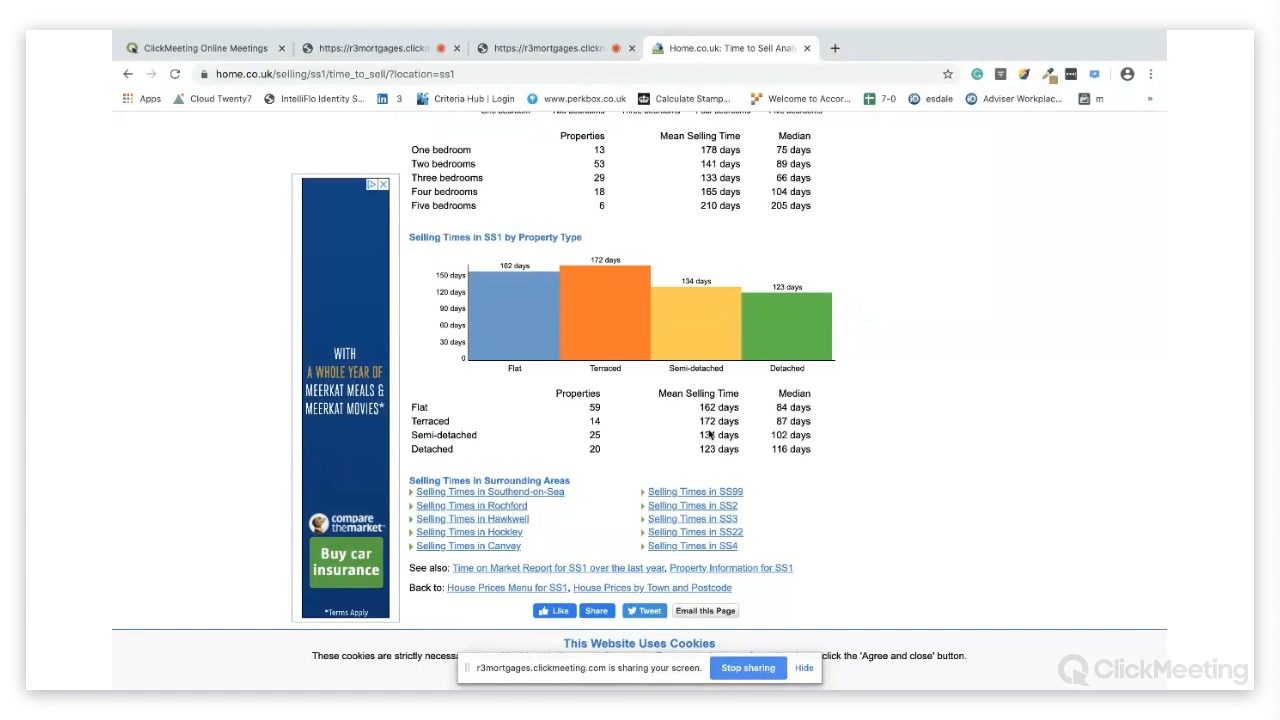 ClickMeeting Online Meetings
https://r3mortgages.clickm
https://r3mortgages.clickm
Home.co.uk: Time to Sell Analy
home.co.uk/selling/ss1/time_to_sell/?location=ss1
Apps Cloud Twenty7 IntelliFlo Identity S... 3 Criteria Hub | Login www.perkbox.co.uk Calculate Stamp... Welcome to Accor... 7-0 esdale Adviser Workplac... m »
One bedroom Two bedrooms Three bedrooms Four bedrooms Five bedrooms
Properties Mean Selling Time Median
One bedroom 13 178 days 75 days
Two bedrooms 53 141 days 89 days
Three bedrooms 29 133 days 66 days
Four bedrooms 18 165 days 104 days
Five bedrooms 6 210 days 205 days
Selling Times in SS1 by Property Type
162 days 172 days 134 days 123 days
150 days
120 days
90 days
60 days
30 days
0
Flat Terraced Semi-detached Detached
Properties Mean Selling Time Median
Flat 59 162 days 84 days
Terraced 14 172 days 87 days
Semi-detached 25 134 days 102 days
Detached 20 123 days 116 days
WITH
A WHOLE YEAR OF
MEERKAT MEALS &
MEERKAT MOVIES*
compare
themarket
Buy car
insurance
*Terms Apply
Selling Times in Surrounding Areas
Selling Times in Southend-on-Sea Selling Times in SS99
Selling Times in Rochford Selling Times in SS2
Selling Times in Hawkwell Selling Times in SS3
Selling Times in Hockley Selling Times in SS22
Selling Times in Canvey Selling Times in SS4
See also: Time on Market Report for SS1 over the last year, Property Information for SS1
Back to: House Prices Menu for SS1, House Prices by Town and Postcode
Like Share Tweet Email this Page
This Website Uses Cookies
These cookies are strictly necess click the 'Agree and close' button.
r3mortgages.clickmeeting.com is sharing your screen. Stop sharing Hide
ClickMeeting